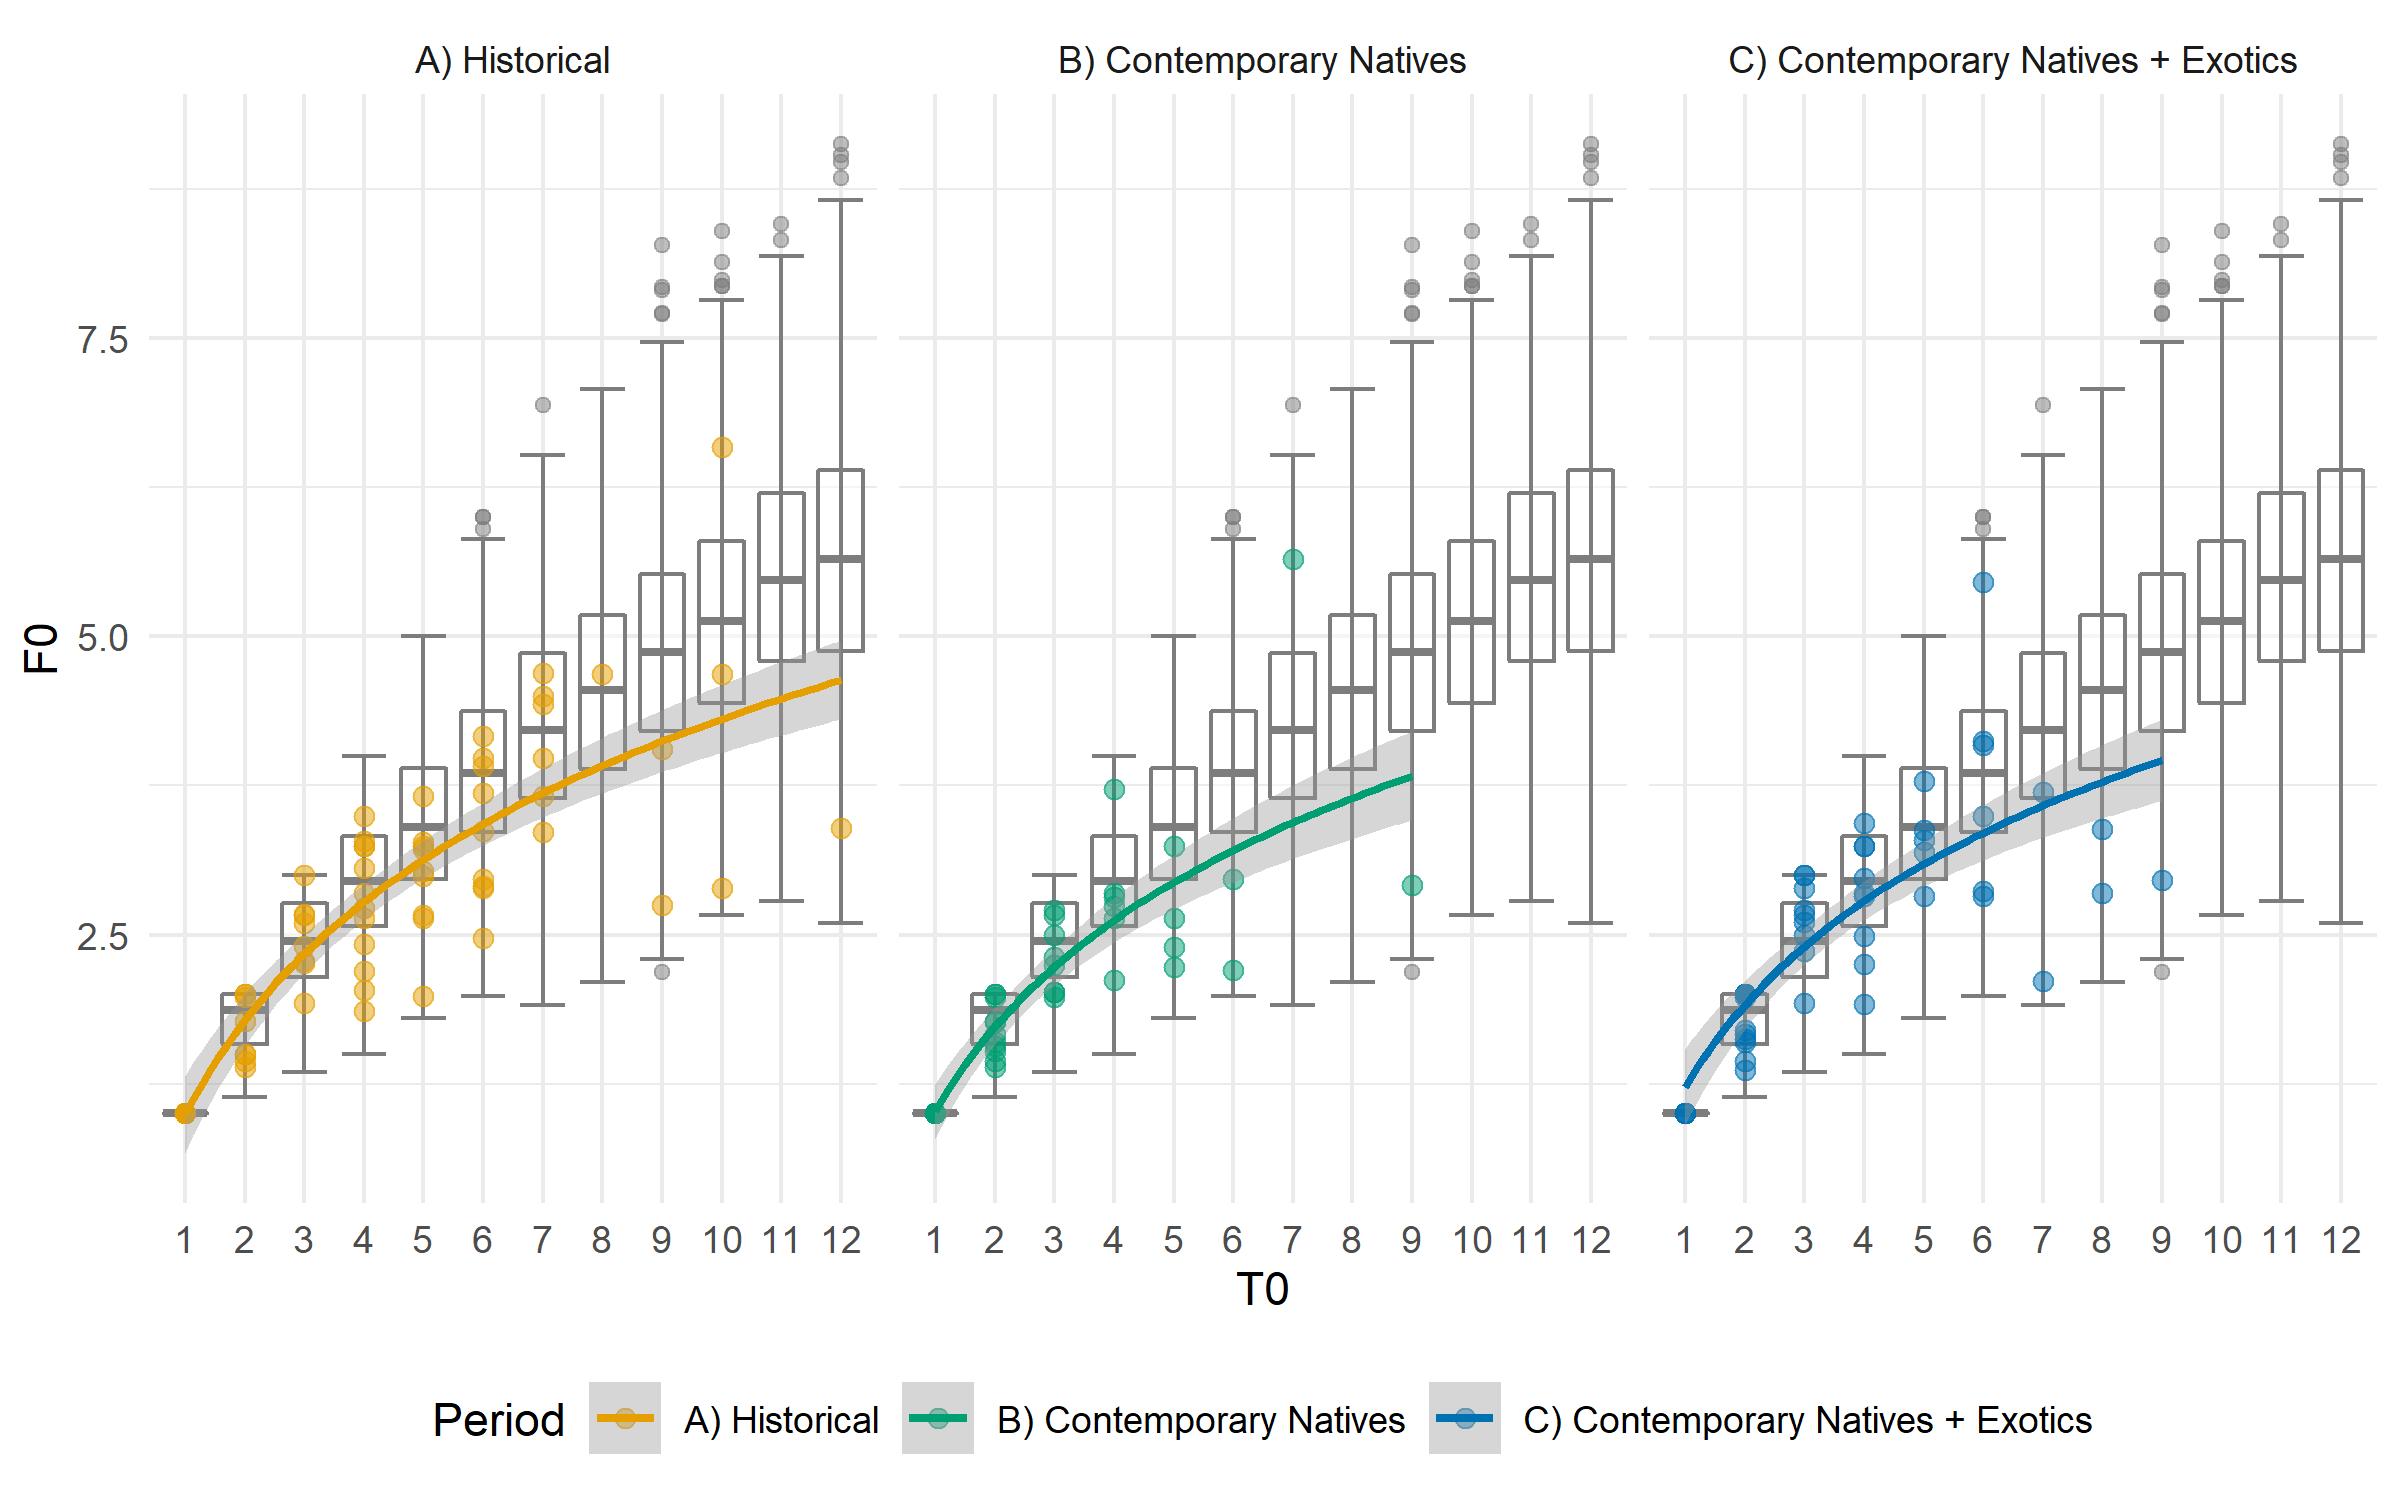 A) Historical
B) Contemporary Natives
C) Contemporary Natives + Exotics
F0
7.5
5.0
2.5
1 2 3 4 5 6 7 8 9 10 11 12
1 2 3 4 5 6 7 8 9 10 11 12
1 2 3 4 5 6 7 8 9 10 11 12
T0
Period A) Historical B) Contemporary Natives C) Contemporary Natives + Exotics